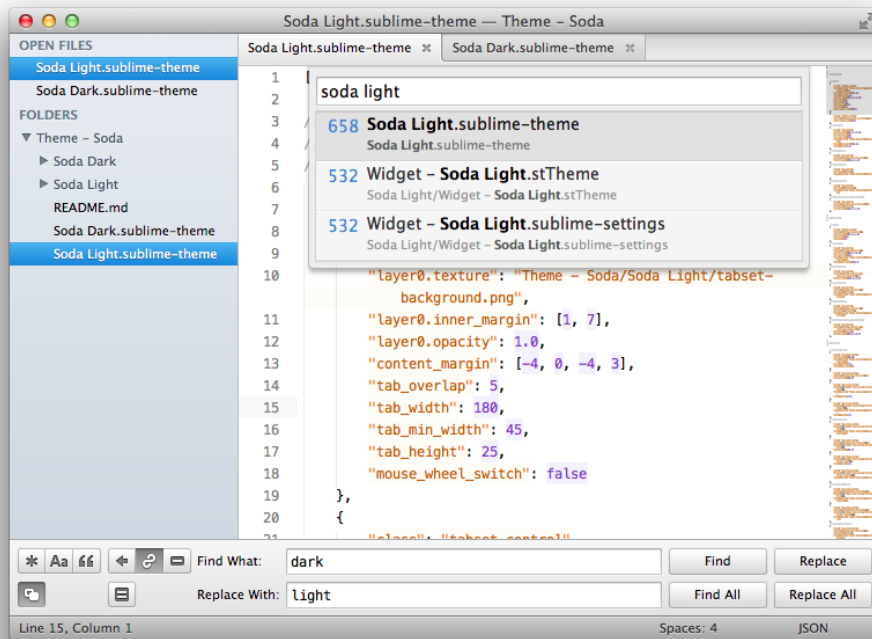 Soda Light.sublime-theme — Theme – Soda
OPEN FILES
Soda Light.sublime-theme
Soda Dark.sublime-theme
FOLDERS
Theme – Soda
Soda Dark
Soda Light
README.md
Soda Dark.sublime-theme
Soda Light.sublime-theme
Soda Light.sublime-theme × Soda Dark.sublime-theme ×
soda light
658 Soda Light.sublime-theme
Soda Light.sublime-theme
532 Widget – Soda Light.stTheme
Soda Light/Widget – Soda Light.stTheme
532 Widget – Soda Light.sublime-settings
Soda Light/Widget – Soda Light.sublime-settings
1 [
2
3 /
4 /
5 /
6
7
8
9
10 "layer0.texture": "Theme – Soda/Soda Light/tabset-
background.png",
11 "layer0.inner_margin": [1, 7],
12 "layer0.opacity": 1.0,
13 "content_margin": [-4, 0, -4, 3],
14 "tab_overlap": 5,
15 "tab_width": 180,
16 "tab_min_width": 45,
17 "tab_height": 25,
18 "mouse_wheel_switch": false
19 },
20 {
21 "class": "tabset_control"
Aa Find What: dark Find Replace
Replace With: light Find All Replace All
Line 15, Column 1 Spaces: 4 JSON